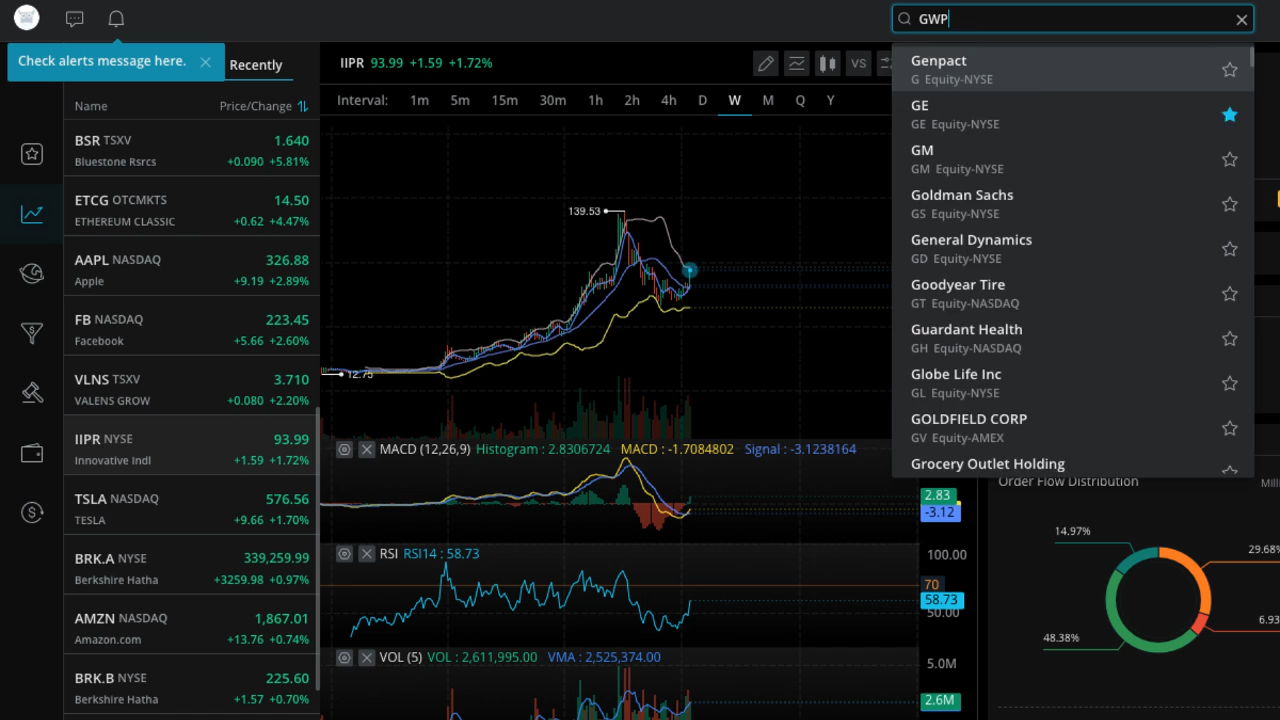 GWP
Check alerts message here.
Recently
Name Price/Change
BSR TSXV 1.640
Bluestone Rsrcs +0.090 +5.81%
ETCG OTCMKTS 14.50
ETHEREUM CLASSIC +0.62 +4.47%
AAPL NASDAQ 326.88
Apple +9.19 +2.89%
FB NASDAQ 223.45
Facebook +5.66 +2.60%
VLNS TSXV 3.710
VALENS GROW +0.080 +2.20%
IIPR NYSE 93.99
Innovative Indl +1.59 +1.72%
TSLA NASDAQ 576.56
TESLA +9.66 +1.70%
BRK.A NYSE 339,259.99
Berkshire Hatha +3259.98 +0.97%
AMZN NASDAQ 1,867.01
Amazon.com +13.76 +0.74%
BRK.B NYSE 225.60
Berkshire Hatha +1.57 +0.70%
IIPR 93.99 +1.59 +1.72%
VS
Interval: 1m 5m 15m 30m 1h 2h 4h D W M Q Y
139.53
12.75
MACD (12,26,9) Histogram : 2.8306724 MACD : -1.7084802 Signal : -3.1238164
2.83
-3.12
RSI RSI14 : 58.73
100.00
70
58.73
50.00
VOL (5) VOL : 2,611,995.00 VMA : 2,525,374.00
5.0M
2.6M
Genpact
G Equity-NYSE
GE
GE Equity-NYSE
GM
GM Equity-NYSE
Goldman Sachs
GS Equity-NYSE
General Dynamics
GD Equity-NYSE
Goodyear Tire
GT Equity-NASDAQ
Guardant Health
GH Equity-NASDAQ
Globe Life Inc
GL Equity-NYSE
GOLDFIELD CORP
GV Equity-AMEX
Grocery Outlet Holding
Order Flow Distribution
14.97%
29.68%
6.93
48.38%